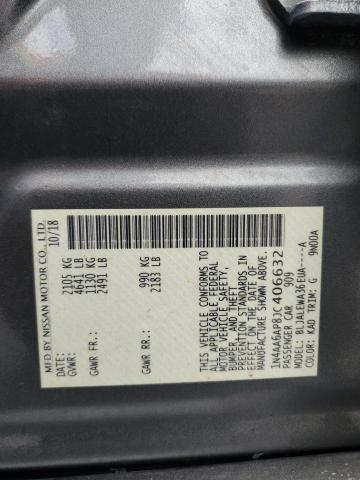 MFD BY NISSAN MOTOR CO., LTD.
10/18
GVWR: 2105 KG
4641 LB
GAWR FR.: 1130 KG
2491 LB
GAWR RR.: 990 KG
2183 LB
THIS VEHICLE CONFORMS TO
ALL APPLICABLE FEDERAL
MOTOR VEHICLE SAFETY,
BUMPER, AND THEFT
PREVENTION STANDARDS IN
EFFECT ON THE DATE OF
MANUFACTURE SHOWN ABOVE.
1N4AA6AP8JC406632
PASSENGER CAR 909
MODEL: BLJALEWA36EUA----A
COLOR: KAD TRIM: G 9N00A